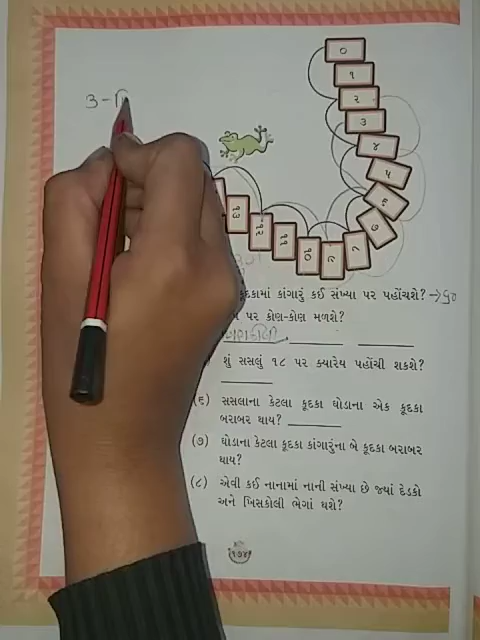 ૩-
૦
૧
૨
૩
૪
૫
૬
૭
૮
૯
૧૦
૧૧
૧૨
૧૩
કૂદકામાં કાંગારું કઈ સંખ્યા પર પહોંચશે? →૬૦
પર કોણ-કોણ મળશે?
શું સસલું ૧૮ પર ક્યારેય પહોંચી શકશે?
(૬) સસલાના કેટલા કૂદકા ઘોડાના એક કૂદકા
બરાબર થાય?
(૭) ઘોડાના કેટલા કૂદકા કાંગારુંના બે કૂદકા બરાબર
થાય?
(૮) એવી કઈ નાનામાં નાની સંખ્યા છે જ્યાં દેડકો
અને ખિસકોલી ભેગાં થશે?
૧૭૪